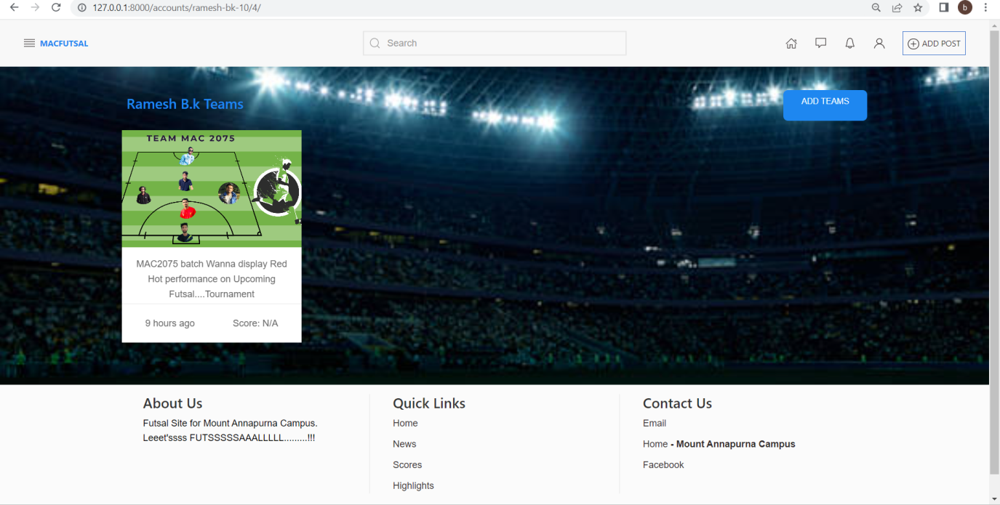 127.0.0.1:8000/accounts/ramesh-bk-10/4/
b
MACFUTSAL
Search
ADD POST
Ramesh B.k Teams
ADD TEAMS
TEAM MAC 2075
MAC2075 batch Wanna display Red
Hot performance on Upcoming
Futsal....Tournament
9 hours ago
Score: N/A
About Us
Futsal Site for Mount Annapurna Campus.
Leeet'ssss FUTSSSSSAAALLLLL.........!!!
Quick Links
Home
News
Scores
Highlights
Contact Us
Email
Home - Mount Annapurna Campus
Facebook